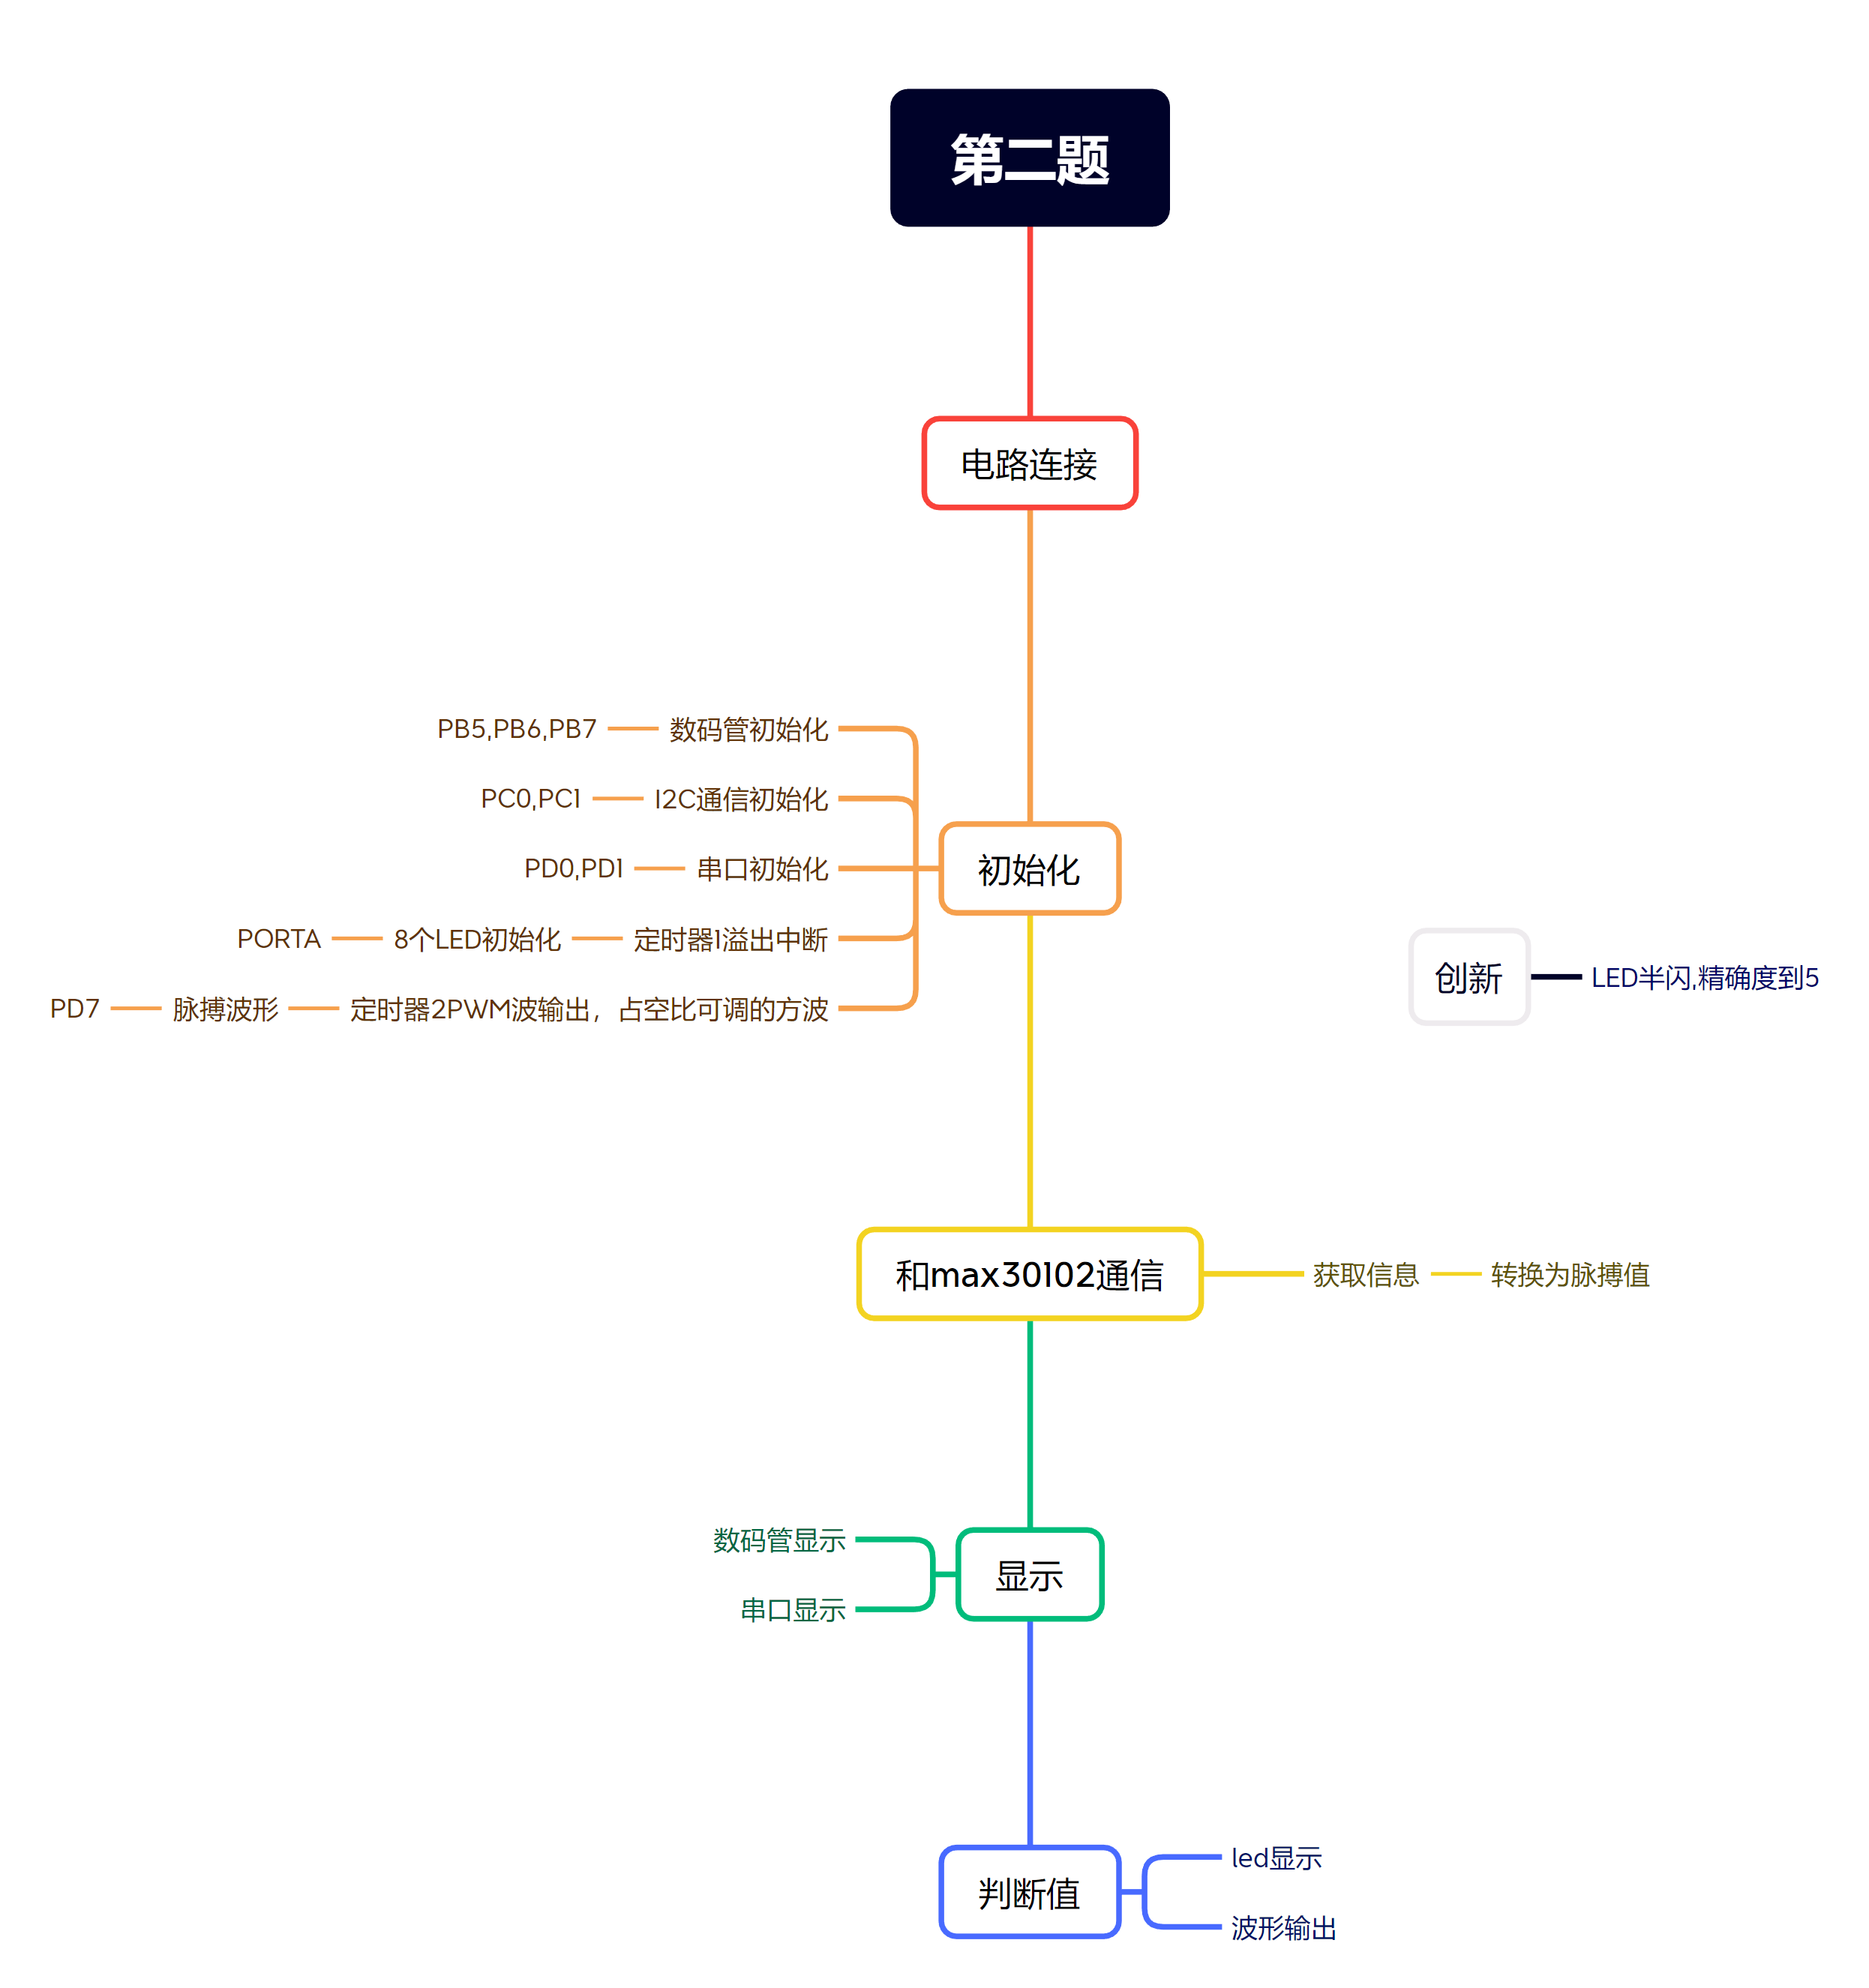 第二题
电路连接
数码管初始化
PB5,PB6,PB7
I2C通信初始化
PC0,PC1
初始化
串口初始化
PD0,PD1
定时器1溢出中断
8个LED初始化
PORTA
定时器2PWM波输出，占空比可调的方波
脉搏波形
PD7
创新
LED半闪,精确度到5
和max30102通信
获取信息
转换为脉搏值
显示
数码管显示
串口显示
判断值
led显示
波形输出